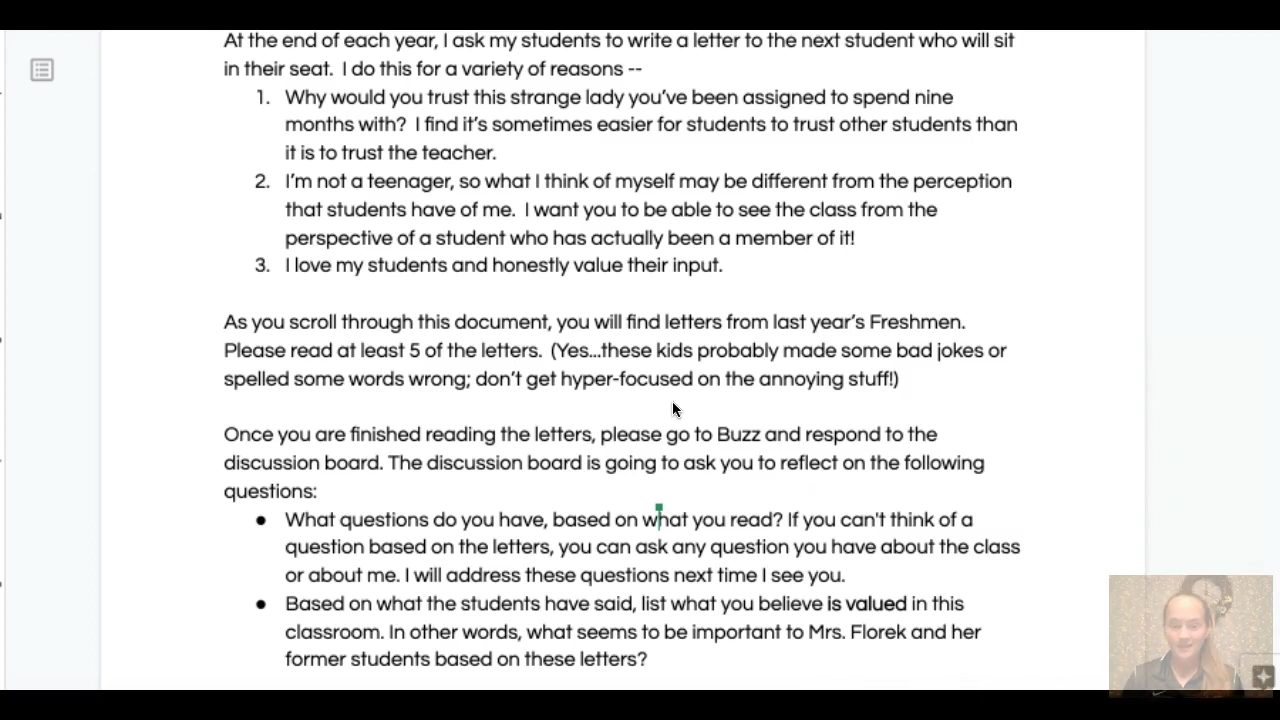 At the end of each year, I ask my students to write a letter to the next student who will sit
in their seat.  I do this for a variety of reasons --
1. Why would you trust this strange lady you've been assigned to spend nine
months with?  I find it's sometimes easier for students to trust other students than
it is to trust the teacher.
2. I'm not a teenager, so what I think of myself may be different from the perception
that students have of me.  I want you to be able to see the class from the
perspective of a student who has actually been a member of it!
3. I love my students and honestly value their input.
As you scroll through this document, you will find letters from last year's Freshmen.
Please read at least 5 of the letters.  (Yes...these kids probably made some bad jokes or
spelled some words wrong; don't get hyper-focused on the annoying stuff!)
Once you are finished reading the letters, please go to Buzz and respond to the
discussion board. The discussion board is going to ask you to reflect on the following
questions:
● What questions do you have, based on what you read? If you can't think of a
question based on the letters, you can ask any question you have about the class
or about me. I will address these questions next time I see you.
● Based on what the students have said, list what you believe is valued in this
classroom. In other words, what seems to be important to Mrs. Florek and her
former students based on these letters?